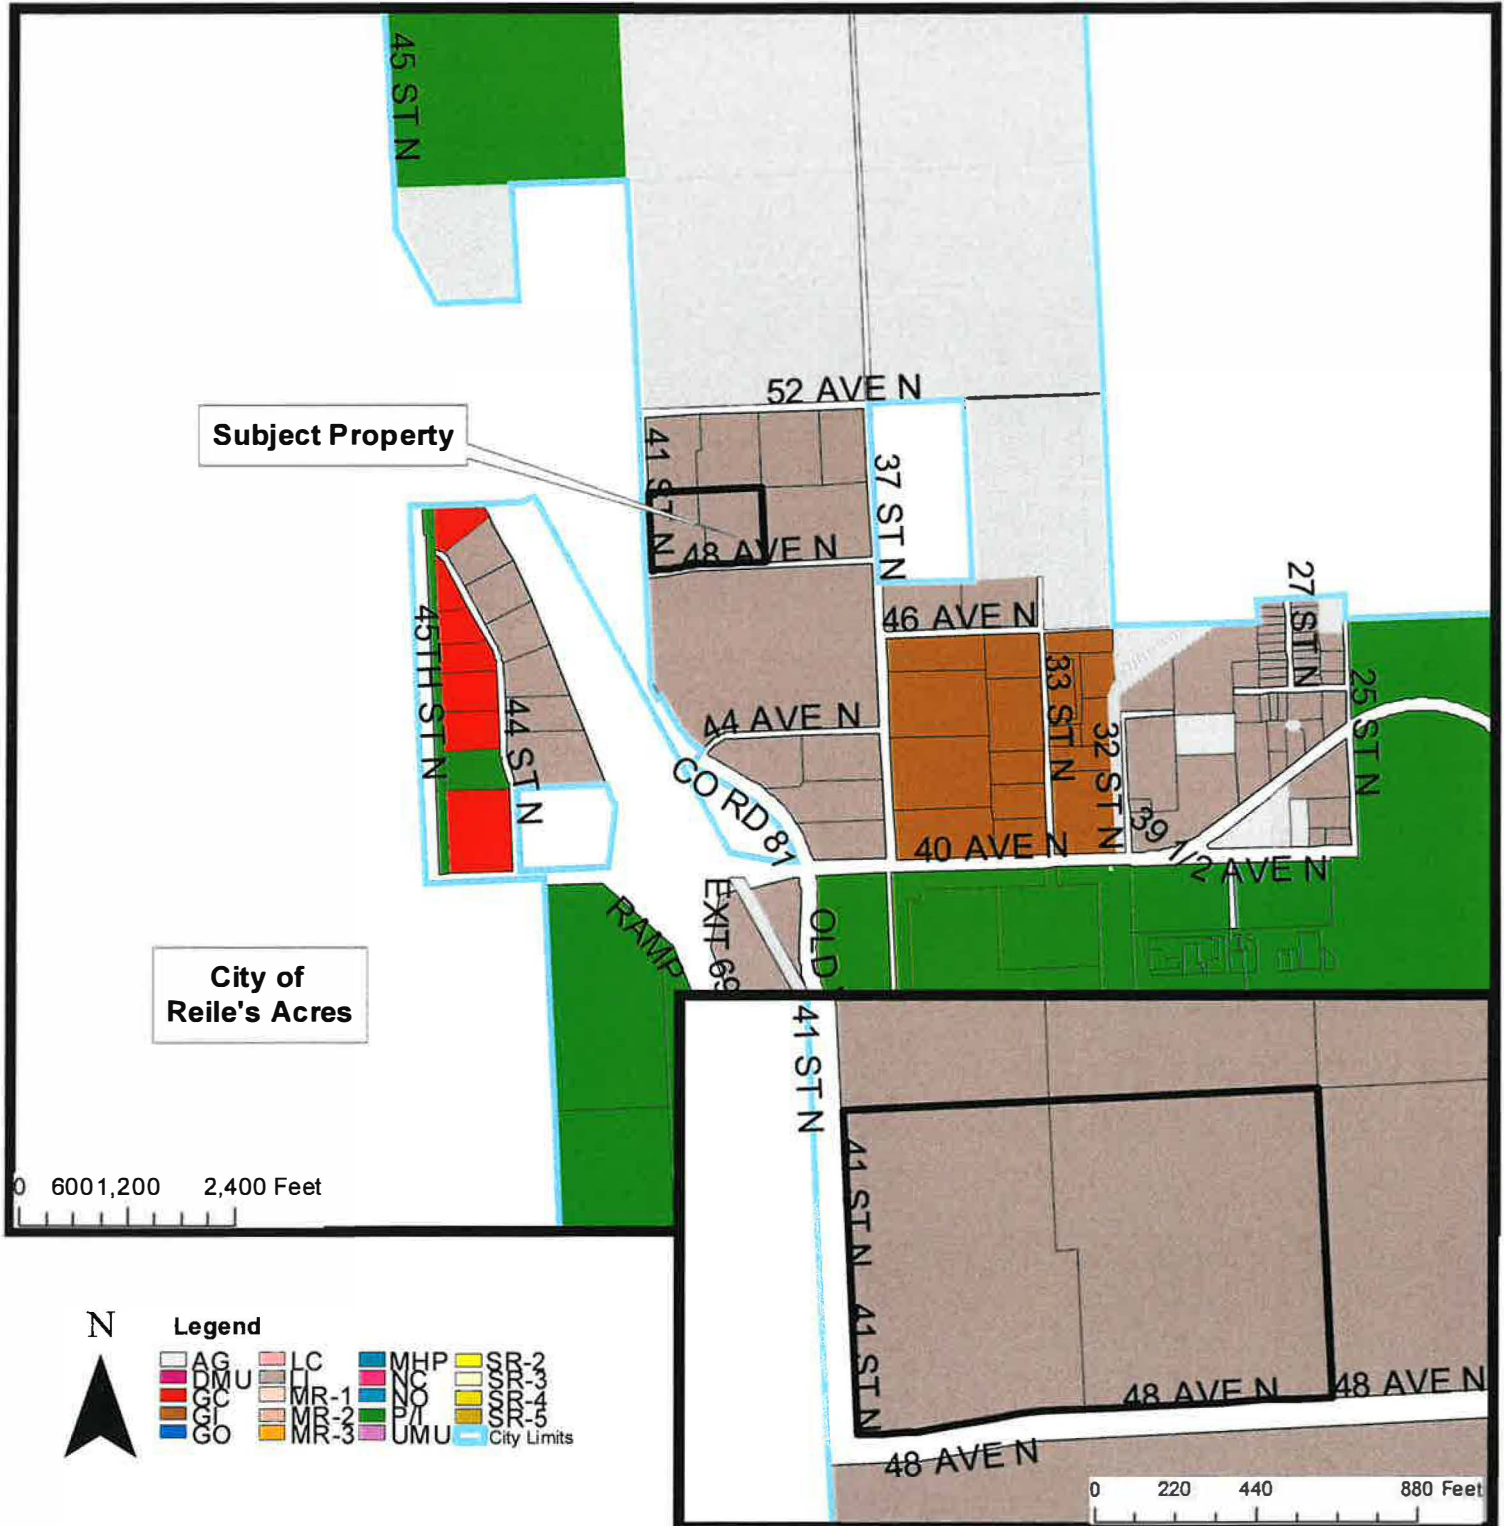 45 ST N
52 AVE N
Subject Property
41 ST N
37 ST N
48 AVE N
27 ST N
46 AVE N
45TH ST N
33 ST N
25 ST N
44 ST N
44 AVE N
32 ST N
CO RD 81
39 1/2 AVE N
40 AVE N
RAMP
EXIT 69
OLD
City of
Reile's Acres
41 ST N
41 ST N
41 ST N
48 AVE N
48 AVE N
48 AVE N
0 600 1,200 2,400 Feet
0 220 440 880 Feet
N
Legend
AG LC MHP SR-2
DMU LI NC SR-3
GC MR-1 NO SR-4
GI MR-2 P/I SR-5
GO MR-3 UMU City Limits